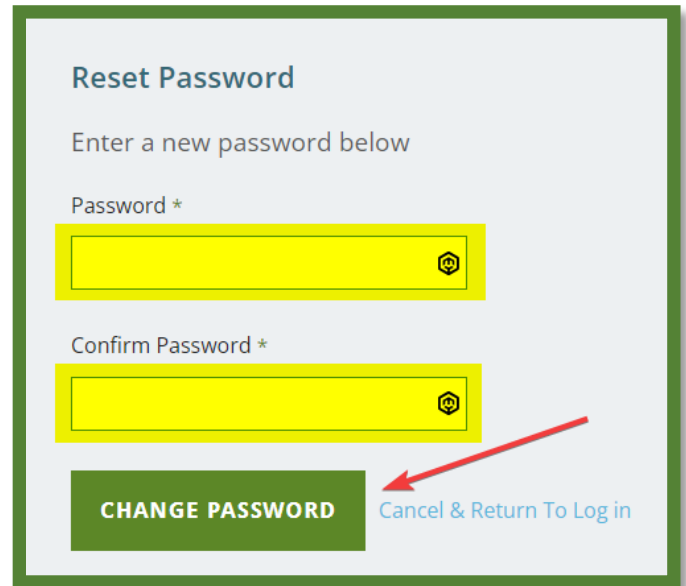 Reset Password
Enter a new password below
Password *
Confirm Password *
CHANGE PASSWORD Cancel & Return To Log in